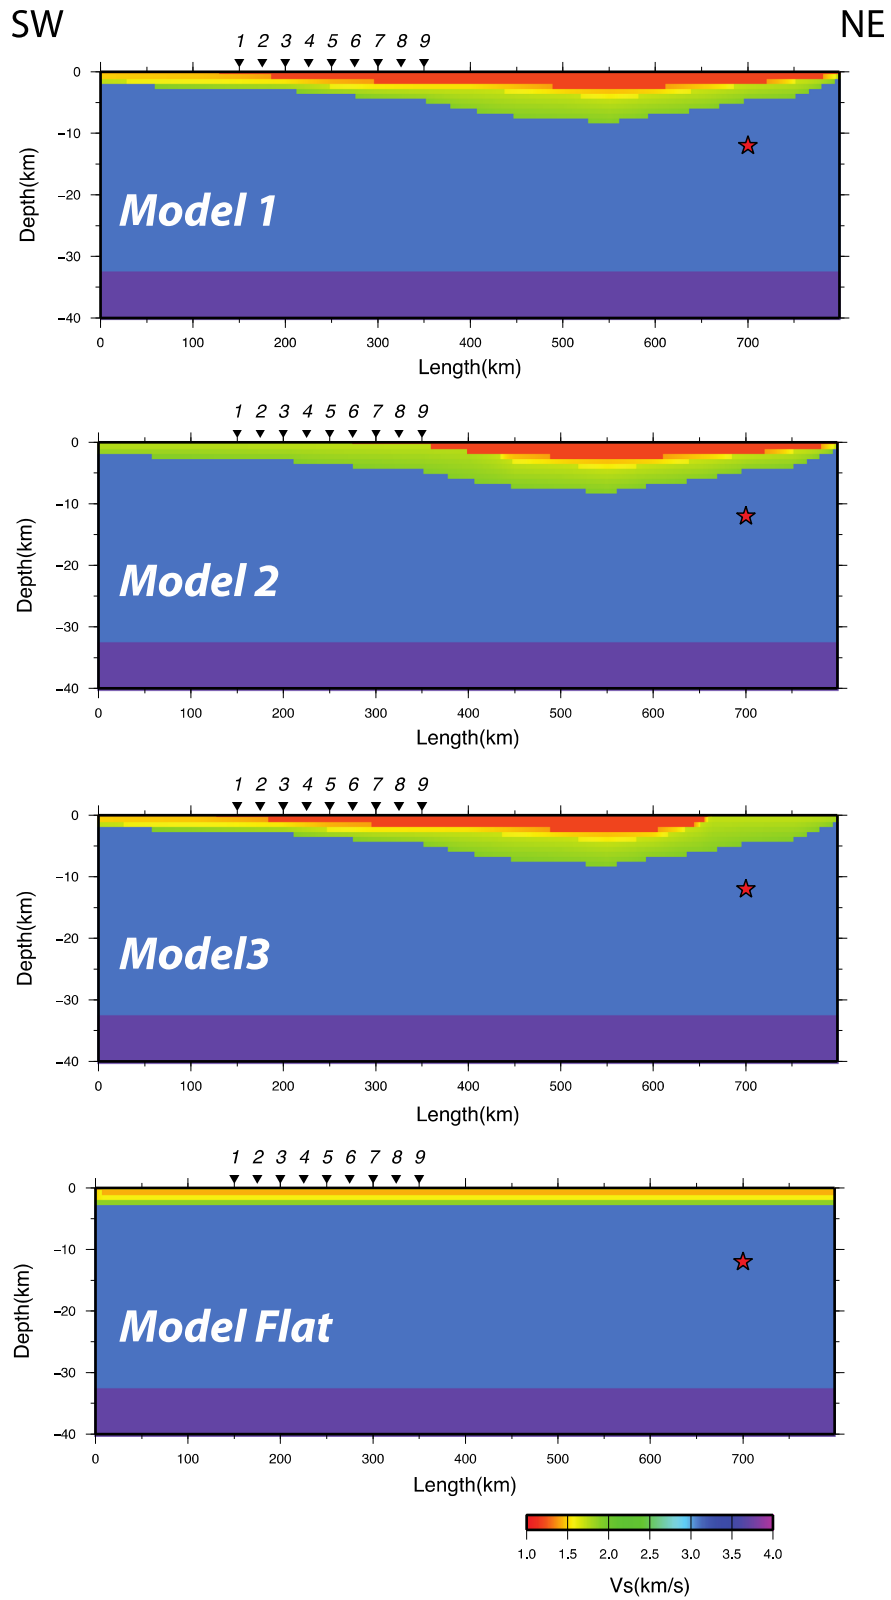 SW NE
1 2 3 4 5 6 7 8 9
0
−10
−20
−30
−40
Depth(km)
Model 1
0 100 200 300 400 500 600 700
Length(km)
1 2 3 4 5 6 7 8 9
0
−10
−20
−30
−40
Depth(km)
Model 2
0 100 200 300 400 500 600 700
Length(km)
1 2 3 4 5 6 7 8 9
0
−10
−20
−30
−40
Depth(km)
Model3
0 100 200 300 400 500 600 700
Length(km)
1 2 3 4 5 6 7 8 9
0
−10
−20
−30
−40
Depth(km)
Model Flat
0 100 200 300 400 500 600 700
Length(km)
1.0 1.5 2.0 2.5 3.0 3.5 4.0
Vs(km/s)